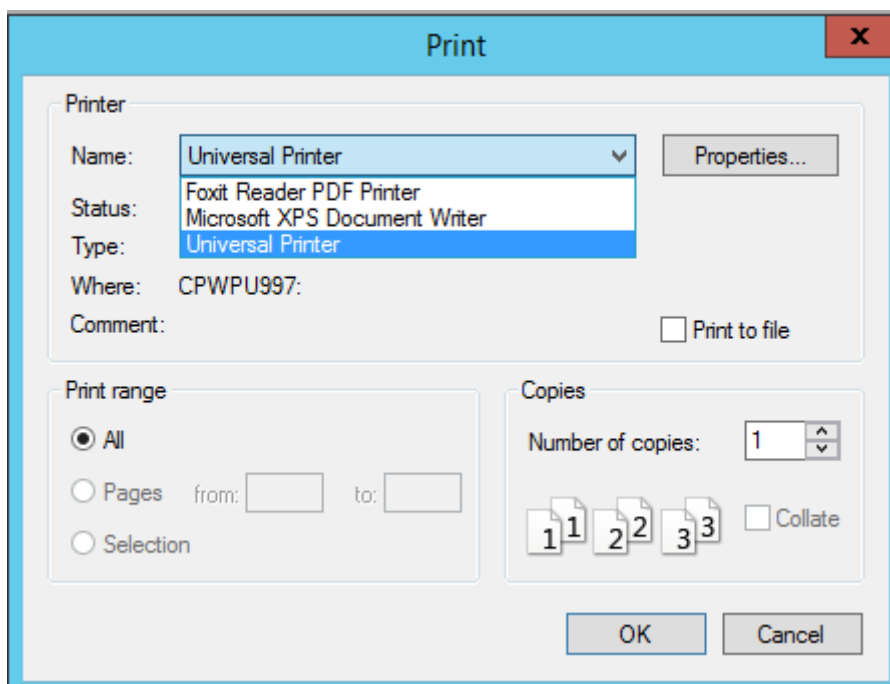 Print
x
Printer
Name: Universal Printer Properties...
Foxit Reader PDF Printer
Status:
Microsoft XPS Document Writer
Type: Universal Printer
Where: CPWPU997:
Comment: Print to file
Print range
All
Pages from: to:
Selection
Copies
Number of copies: 1
1 1 2 2 3 3 Collate
OK Cancel